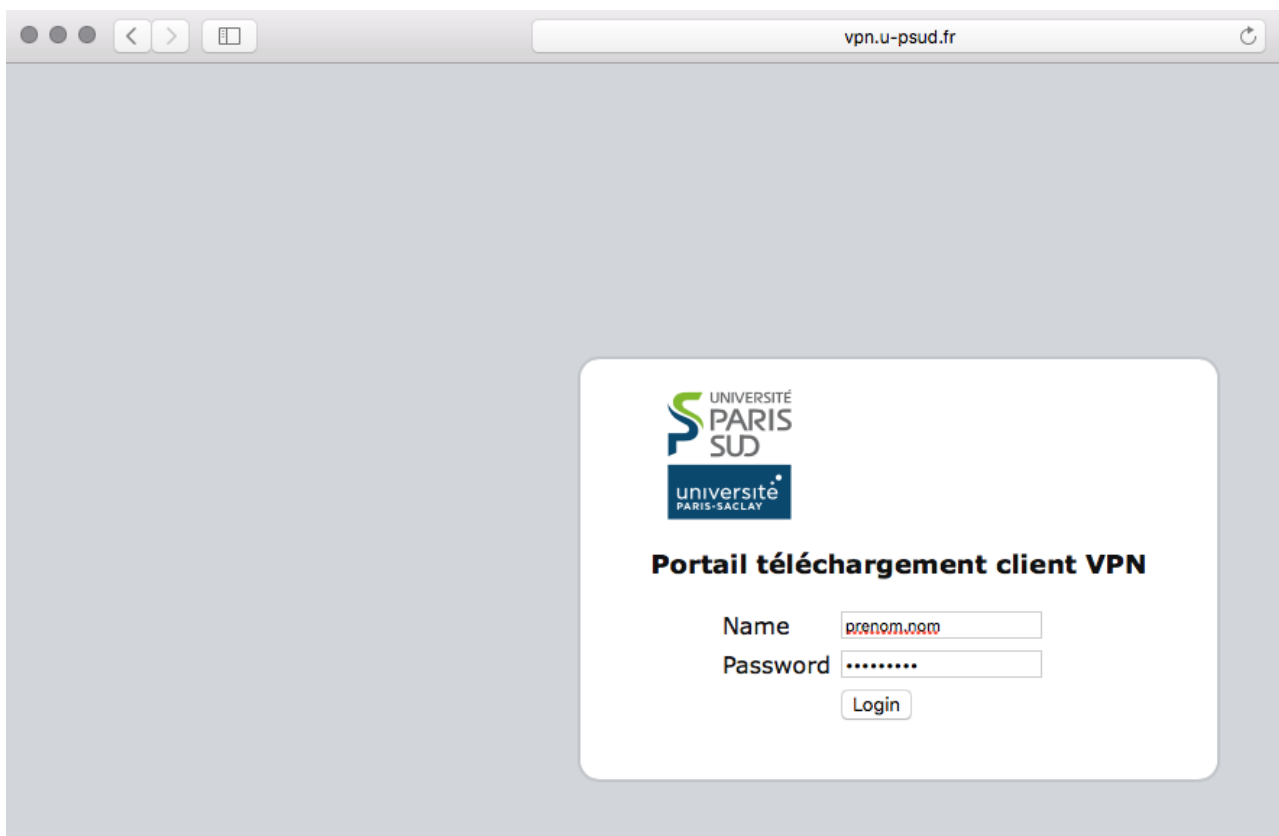 vpn.u-psud.fr
UNIVERSITÉ
PARIS
SUD
université
PARIS-SACLAY
Portail téléchargement client VPN
Name prenom.nom
Password •••••••••
Login